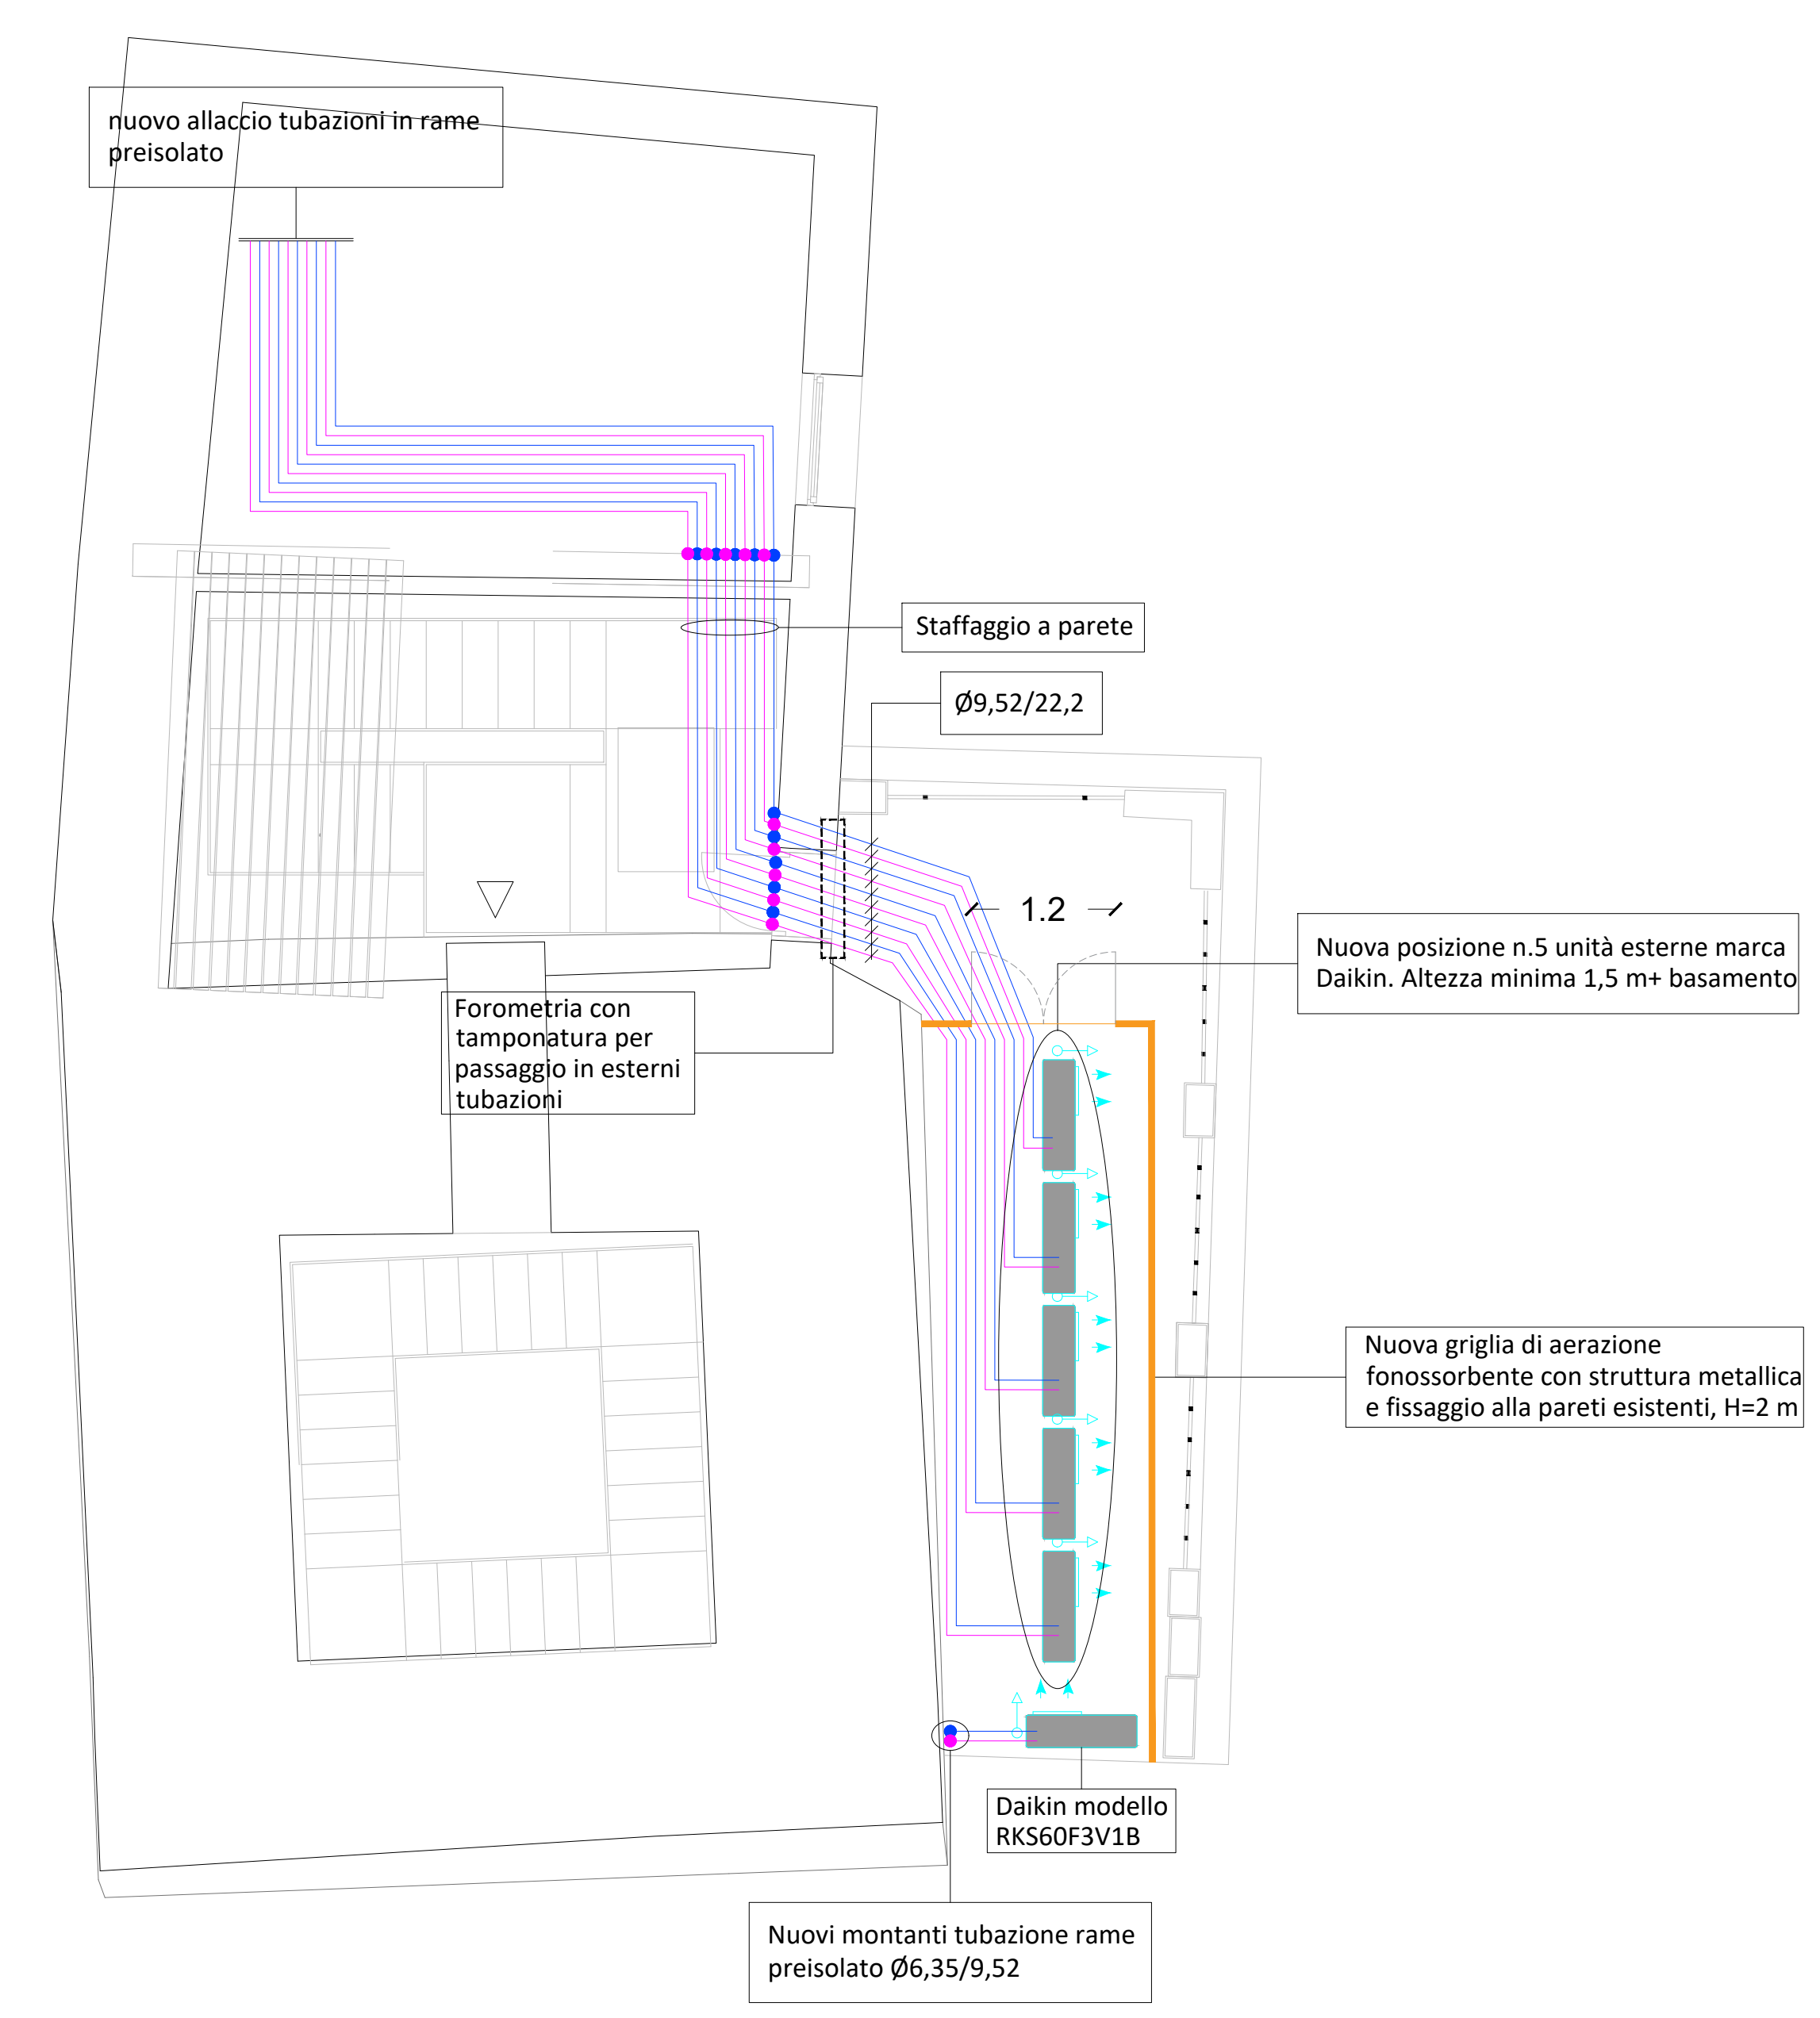 nuovo allaccio tubazioni in rame
preisolato
Staffaggio a parete
Ø9,52/22,2
1.2
Nuova posizione n.5 unità esterne marca
Daikin. Altezza minima 1,5 m+ basamento
Forometria con
tamponatura per
passaggio in esterni
tubazioni
Nuova griglia di aerazione
fonossorbente con struttura metallica
e fissaggio alla pareti esistenti, H=2 m
Daikin modello
RKS60F3V1B
Nuovi montanti tubazione rame
preisolato Ø6,35/9,52